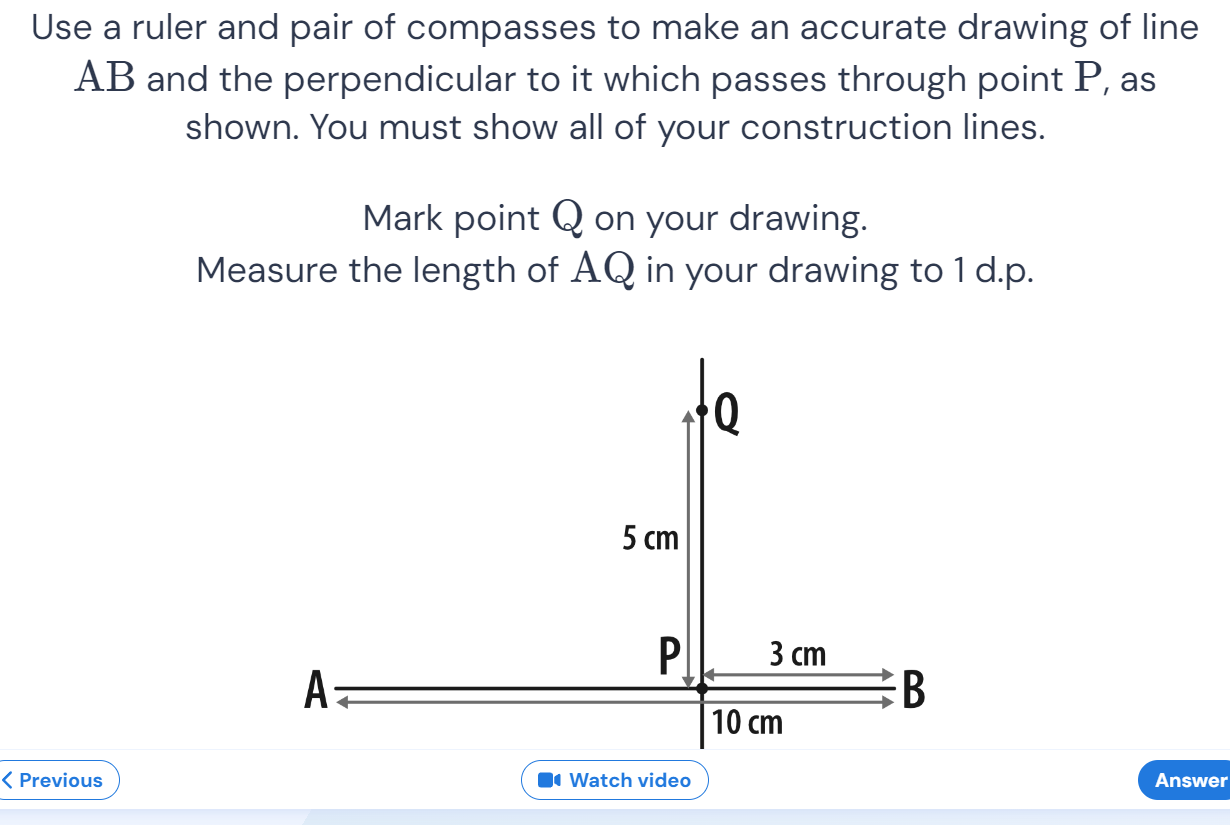 Use a ruler and pair of compasses to make an accurate drawing of line
AB and the perpendicular to it which passes through point P, as
shown. You must show all of your construction lines.
Mark point Q on your drawing.
Measure the length of AQ in your drawing to 1 d.p.
Q
5 cm
P
3 cm
A
B
10 cm
Previous
Watch video
Answer